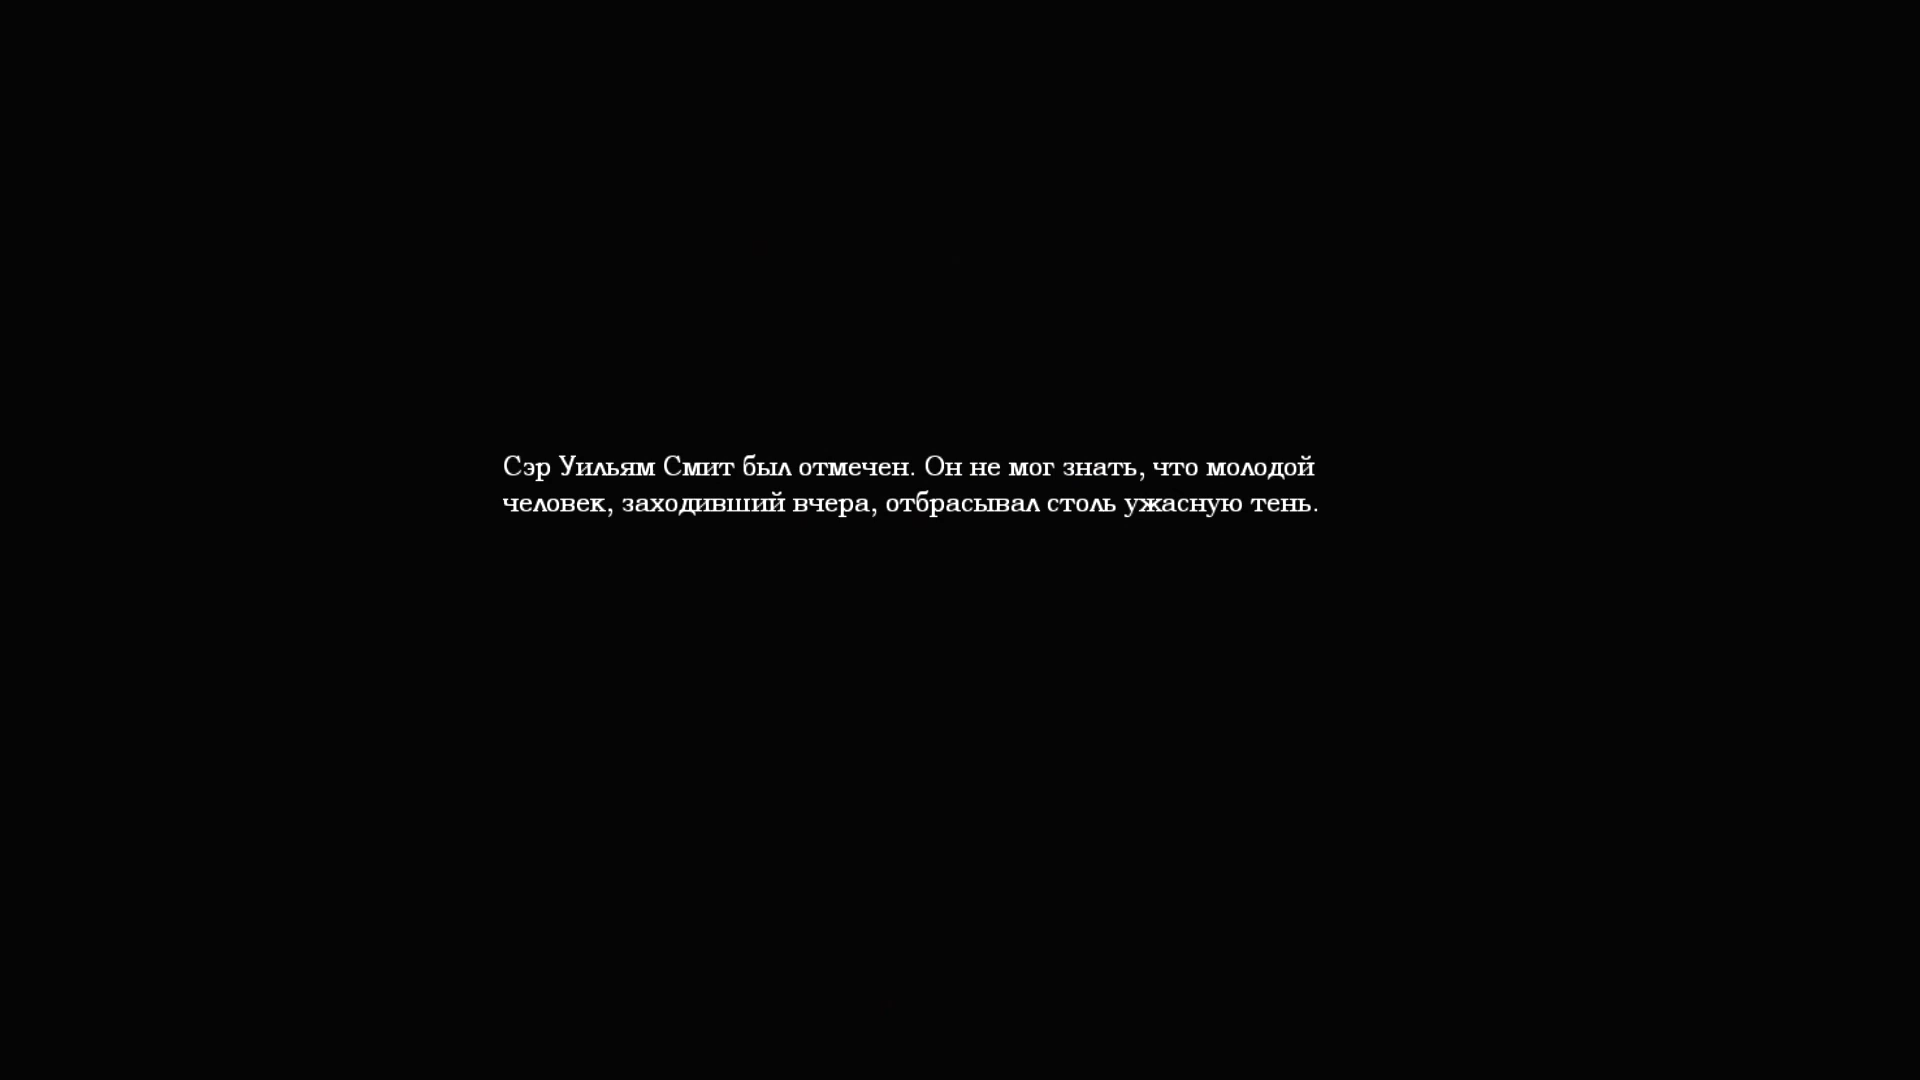 Сэр Уильям Смит был отмечен. Он не мог знать, что молодой
человек, заходивший вчера, отбрасывал столь ужасную тень.